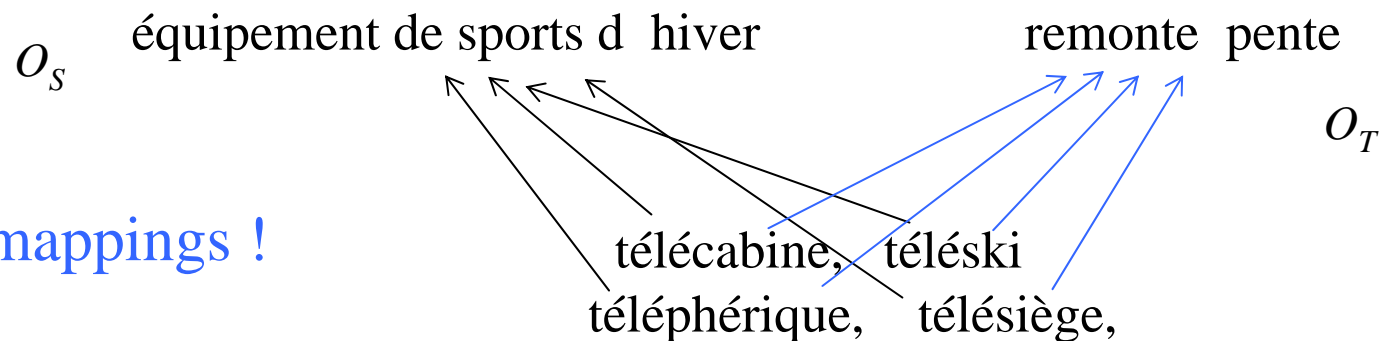 équipement de sports d hiver
remonte pente
O_S
O_T
mappings !
télécabine, téléski
téléphérique, télésiège,